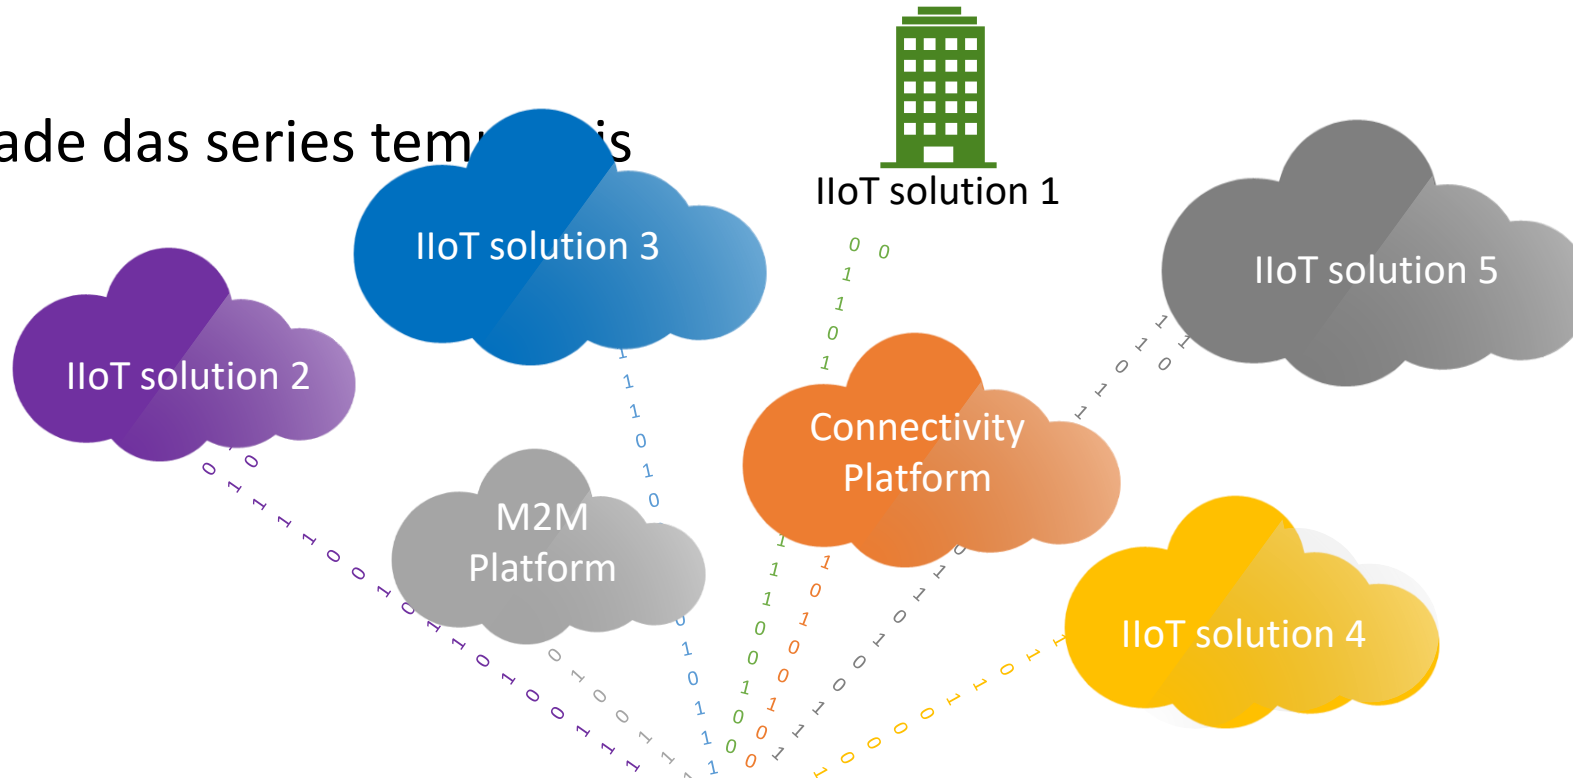 ade das series tem is
IIoT solution 1
IIoT solution 3
IIoT solution 5
IIoT solution 2
Connectivity
Platform
M2M
Platform
IIoT solution 4